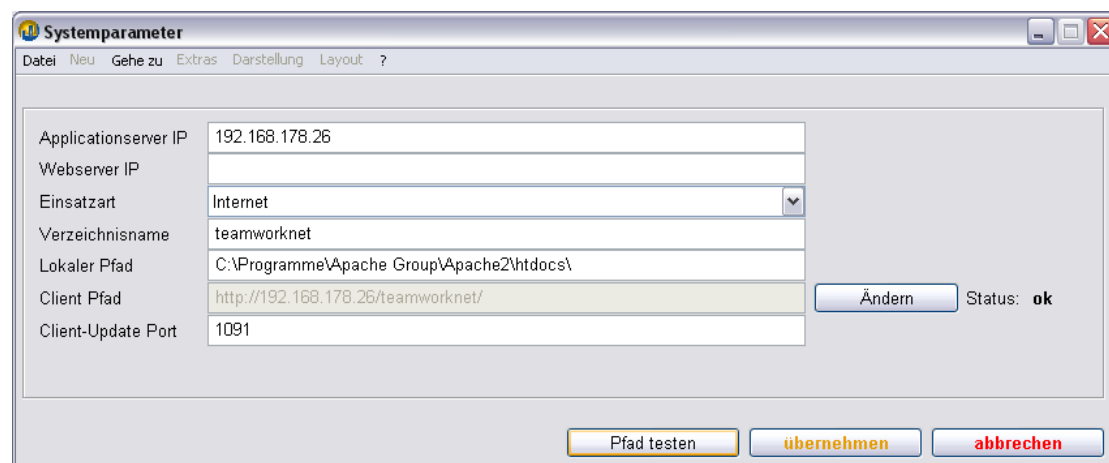 Systemparameter
Datei Neu Gehe zu Extras Darstellung Layout ?
Applicationserver IP 192.168.178.26
Webserver IP
Einsatzart Internet
Verzeichnisname teamworknet
Lokaler Pfad C:\Programme\Apache Group\Apache2\htdocs\
Client Pfad http://192.168.178.26/teamworknet/ Ändern Status: ok
Client-Update Port 1091
Pfad testen übernehmen abbrechen